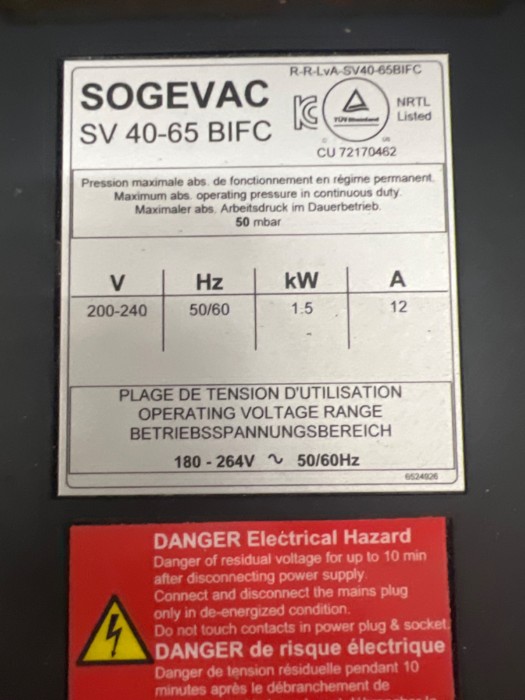 R-R-LvA-SV40-65BIFC
SOGEVAC
SV 40-65 BIFC
TÜV Rheinland
C US
NRTL
Listed
CU 72170462
Pression maximale abs. de fonctionnement en régime permanent.
Maximum abs. operating pressure in continuous duty.
Maximaler abs. Arbeitsdruck im Dauerbetrieb.
50 mbar
V Hz kW A
200-240 50/60 1.5 12
-
PLAGE DE TENSION D'UTILISATION
OPERATING VOLTAGE RANGE
BETRIEBSSPANNUNGSBEREICH
180 - 264V ∿ 50/60Hz
6524926
DANGER Electrical Hazard
Danger of residual voltage for up to 10 min
after disconnecting power supply.
Connect and disconnect the mains plug
only in de-energized condition.
Do not touch contacts in power plug & socket
DANGER de risque électrique
Danger de tension résiduelle pendant 10
minutes après le débranchement de